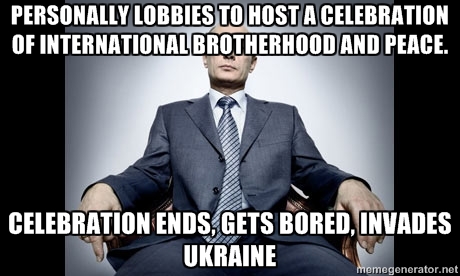 PERSONALLY LOBBIES TO HOST A CELEBRATION
OF INTERNATIONAL BROTHERHOOD AND PEACE.
CELEBRATION ENDS, GETS BORED, INVADES
UKRAINE
memegenerator.net